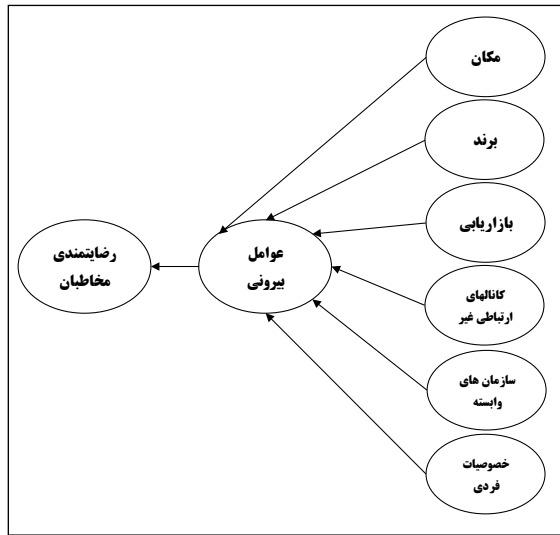 مکان
برند
بازاریابی
کانالهای
ارتباطی غیر
سازمان های
وابسته
خصوصیات
فردی
عوامل
بیرونی
رضایتمندی
مخاطبان